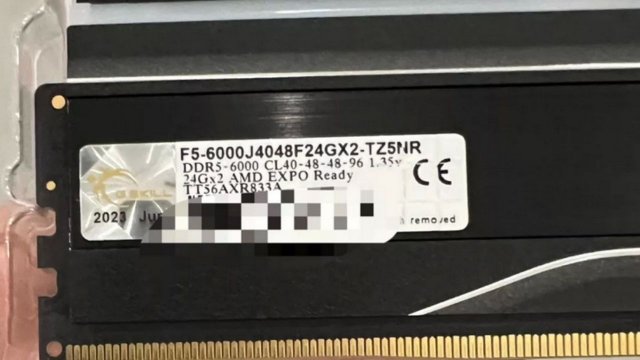 F5-6000J4048F24GX2-TZ5NR
DDR5-6000 CL40-48-48-96 1.35v
24Gx2 AMD EXPO Ready
TT56AXR833A
CE
G.SKILL
2023
removed